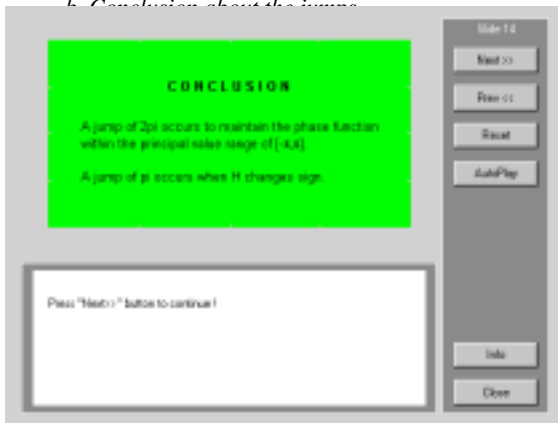 b. Conclusion about the jumps
Slide 14
CONCLUSION
A jump of 2pi occurs to maintain the phase function
within the principal value range of [-π,π].
A jump of pi occurs when H changes sign.
Next >>
Prev <<
Reset
AutoPlay
Press "Next>>" button to continue!
Info
Close